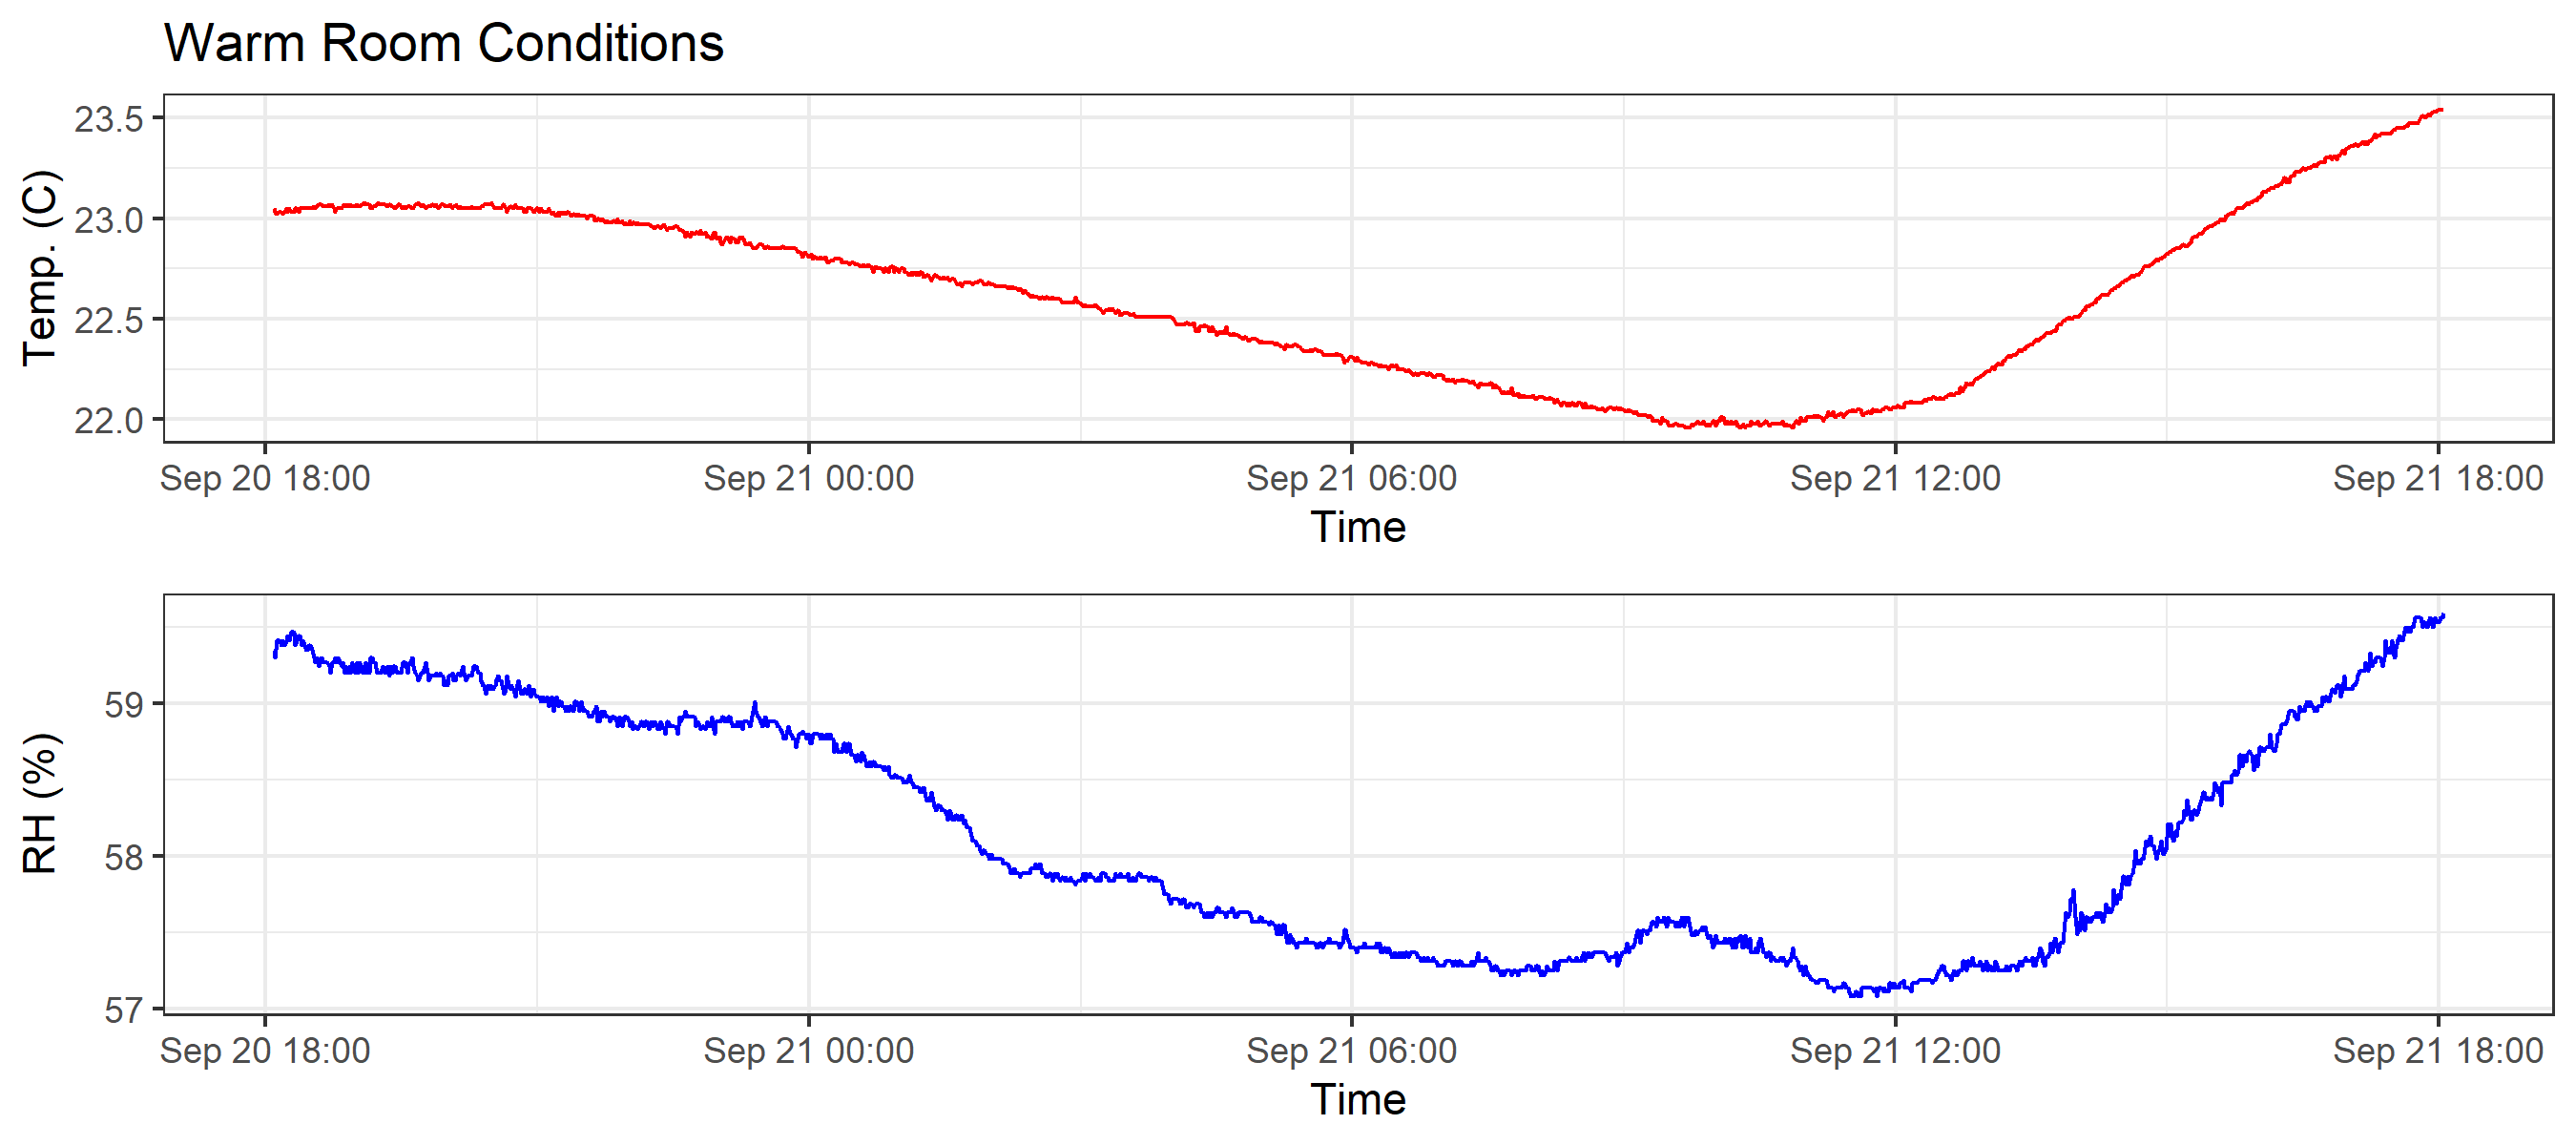 Warm Room Conditions
Temp. (C)
23.5
23.0
22.5
22.0
Sep 20 18:00 Sep 21 00:00 Sep 21 06:00 Sep 21 12:00 Sep 21 18:00
Time
RH (%)
59
58
57
Sep 20 18:00 Sep 21 00:00 Sep 21 06:00 Sep 21 12:00 Sep 21 18:00
Time